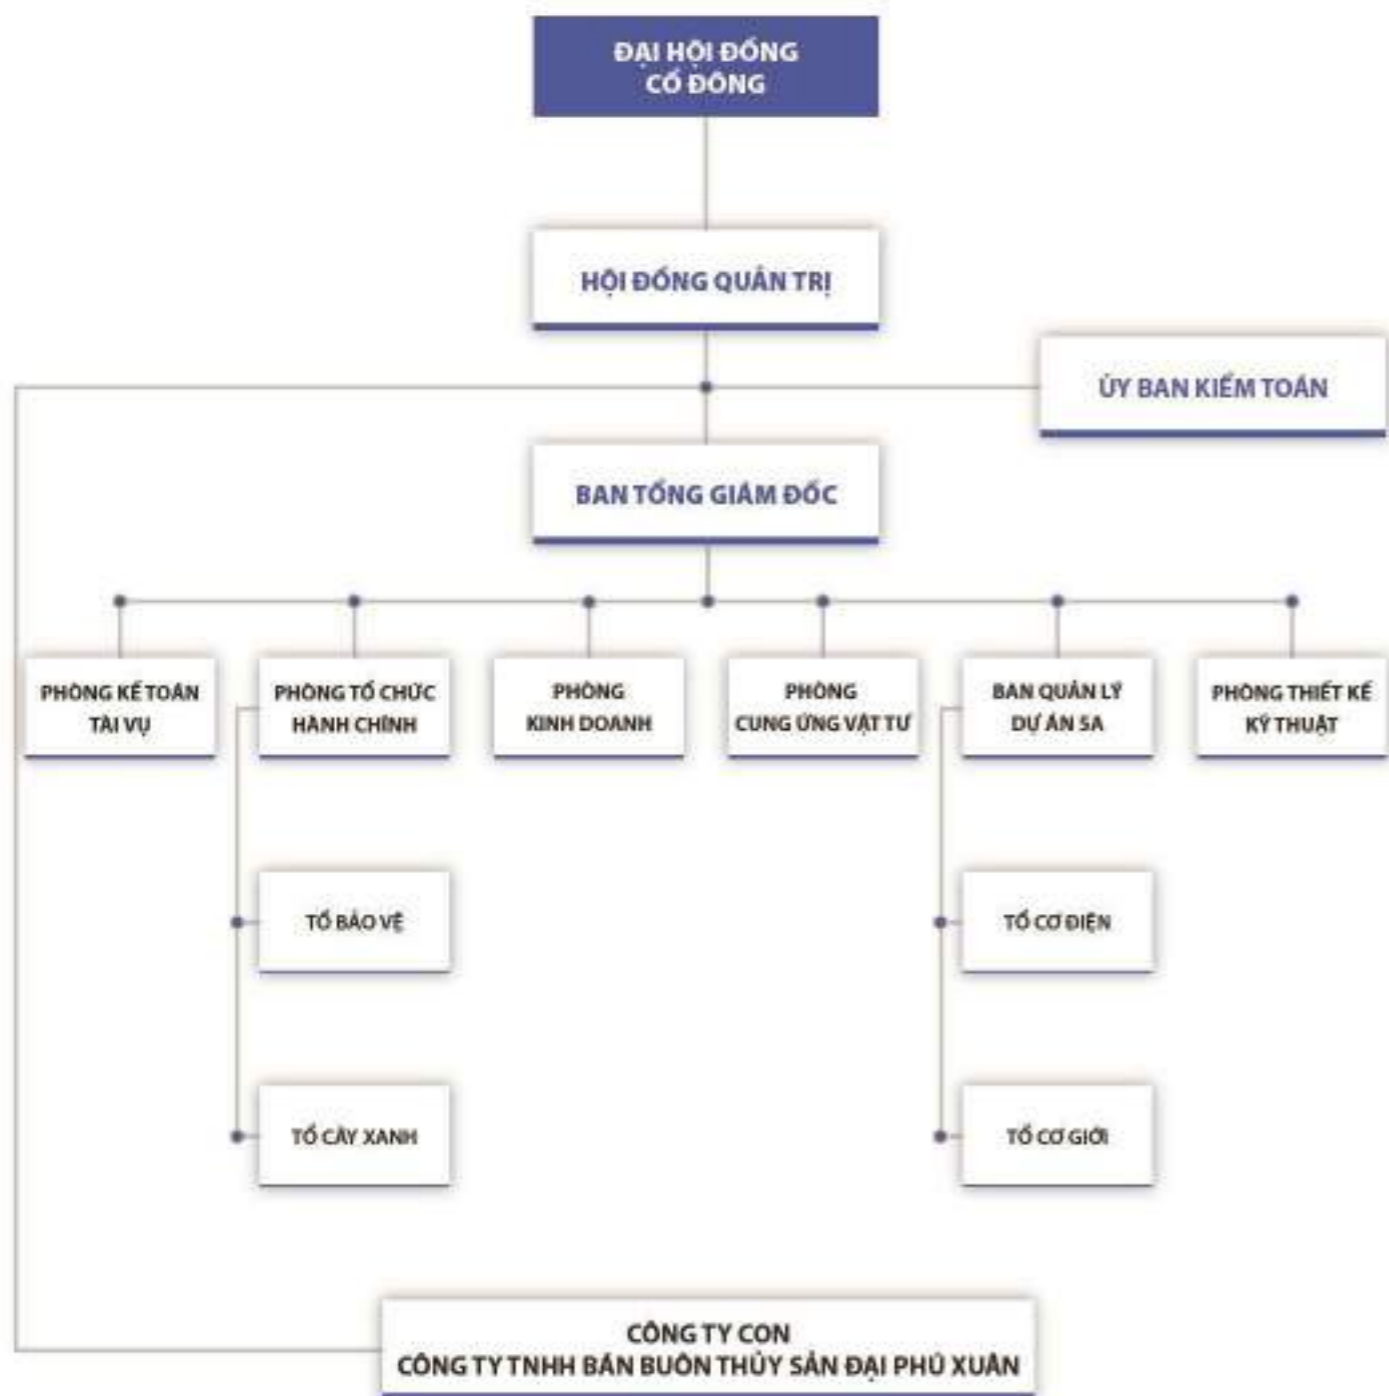 ĐẠI HỘI ĐỒNG
CỔ ĐÔNG
HỘI ĐỒNG QUẢN TRỊ
ỦY BAN KIỂM TOÁN
BAN TỔNG GIÁM ĐỐC
PHÒNG KẾ TOÁN
TÀI VỤ
PHÒNG TỔ CHỨC
HÀNH CHÍNH
PHÒNG
KINH DOANH
PHÒNG
CUNG ỨNG VẬT TƯ
BAN QUẢN LÝ
DỰ ÁN SA
PHÒNG THIẾT KẾ
KỸ THUẬT
TỔ BẢO VỆ
TỔ CƠ ĐIỆN
TỔ CÂY XANH
TỔ CƠ GIỚI
CÔNG TY CON
CÔNG TY TNHH BÁN BUÔN THỦY SẢN ĐẠI PHÚ XUÂN